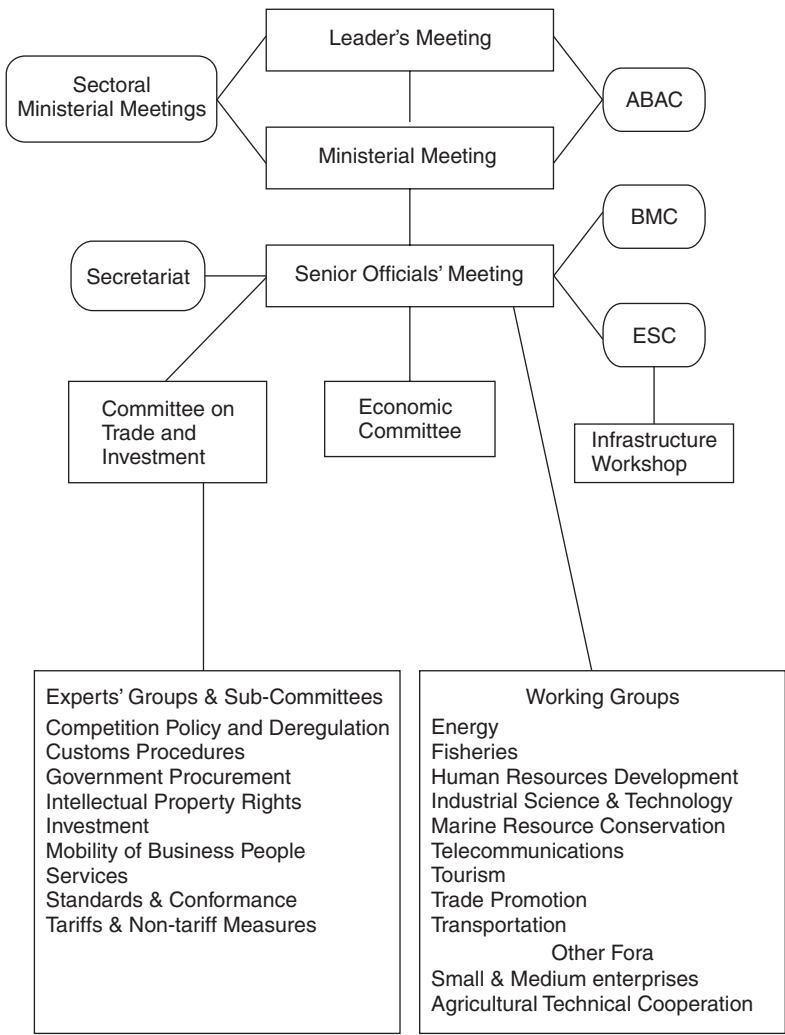 Leader's Meeting
Sectoral
Ministerial Meetings
ABAC
Ministerial Meeting
BMC
Secretariat
Senior Officials' Meeting
ESC
Committee on
Trade and
Investment
Economic
Committee
Infrastructure
Workshop
Experts' Groups & Sub-Committees
Competition Policy and Deregulation
Customs Procedures
Government Procurement
Intellectual Property Rights
Investment
Mobility of Business People
Services
Standards & Conformance
Tariffs & Non-tariff Measures
Working Groups
Energy
Fisheries
Human Resources Development
Industrial Science & Technology
Marine Resource Conservation
Telecommunications
Tourism
Trade Promotion
Transportation
Other Fora
Small & Medium enterprises
Agricultural Technical Cooperation